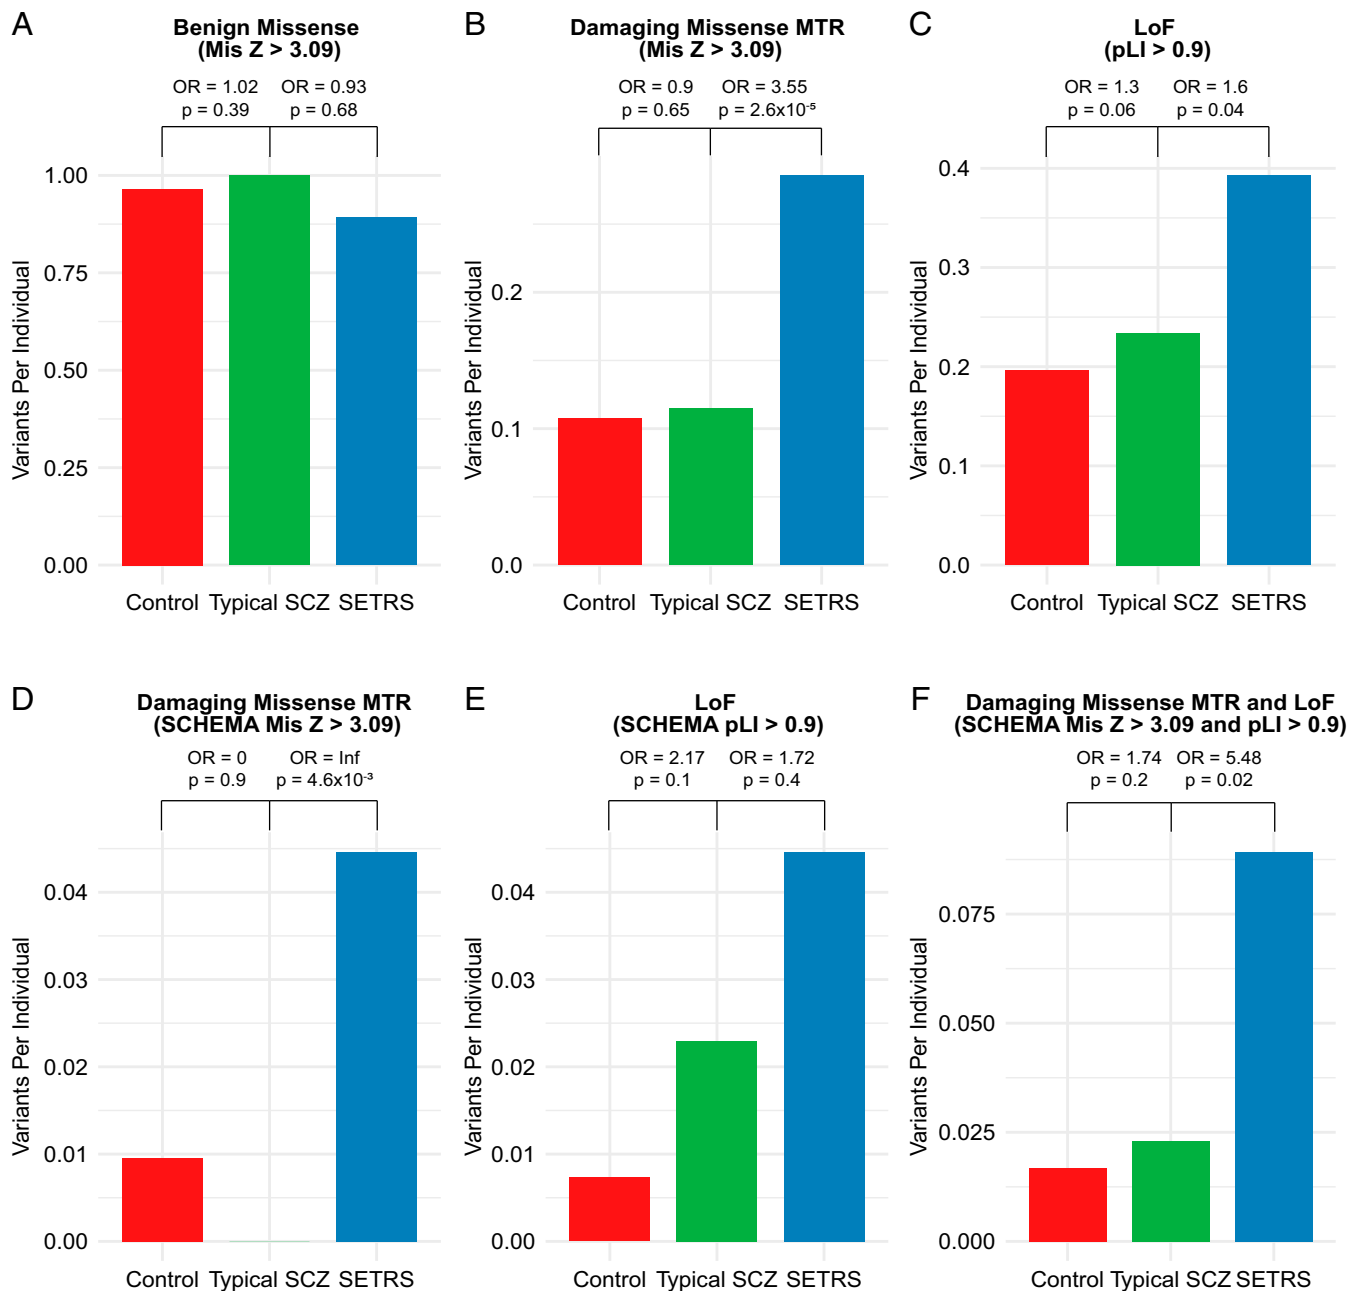 A
Benign Missense
(Mis Z > 3.09)
OR = 1.02 OR = 0.93
p = 0.39 p = 0.68
Variants Per Individual
1.00
0.75
0.50
0.25
0.00
Control Typical SCZ SETRS
B
Damaging Missense MTR
(Mis Z > 3.09)
OR = 0.9 OR = 3.55
p = 0.65 p = 2.6x10⁻⁵
Variants Per Individual
0.2
0.1
0.0
Control Typical SCZ SETRS
C
LoF
(pLI > 0.9)
OR = 1.3 OR = 1.6
p = 0.06 p = 0.04
Variants Per Individual
0.4
0.3
0.2
0.1
0.0
Control Typical SCZ SETRS
D
Damaging Missense MTR
(SCHEMA Mis Z > 3.09)
OR = 0 OR = Inf
p = 0.9 p = 4.6x10⁻³
Variants Per Individual
0.04
0.03
0.02
0.01
0.00
Control Typical SCZ SETRS
E
LoF
(SCHEMA pLI > 0.9)
OR = 2.17 OR = 1.72
p = 0.1 p = 0.4
Variants Per Individual
0.04
0.03
0.02
0.01
0.00
Control Typical SCZ SETRS
F
Damaging Missense MTR and LoF
(SCHEMA Mis Z > 3.09 and pLI > 0.9)
OR = 1.74 OR = 5.48
p = 0.2 p = 0.02
Variants Per Individual
0.075
0.050
0.025
0.000
Control Typical SCZ SETRS